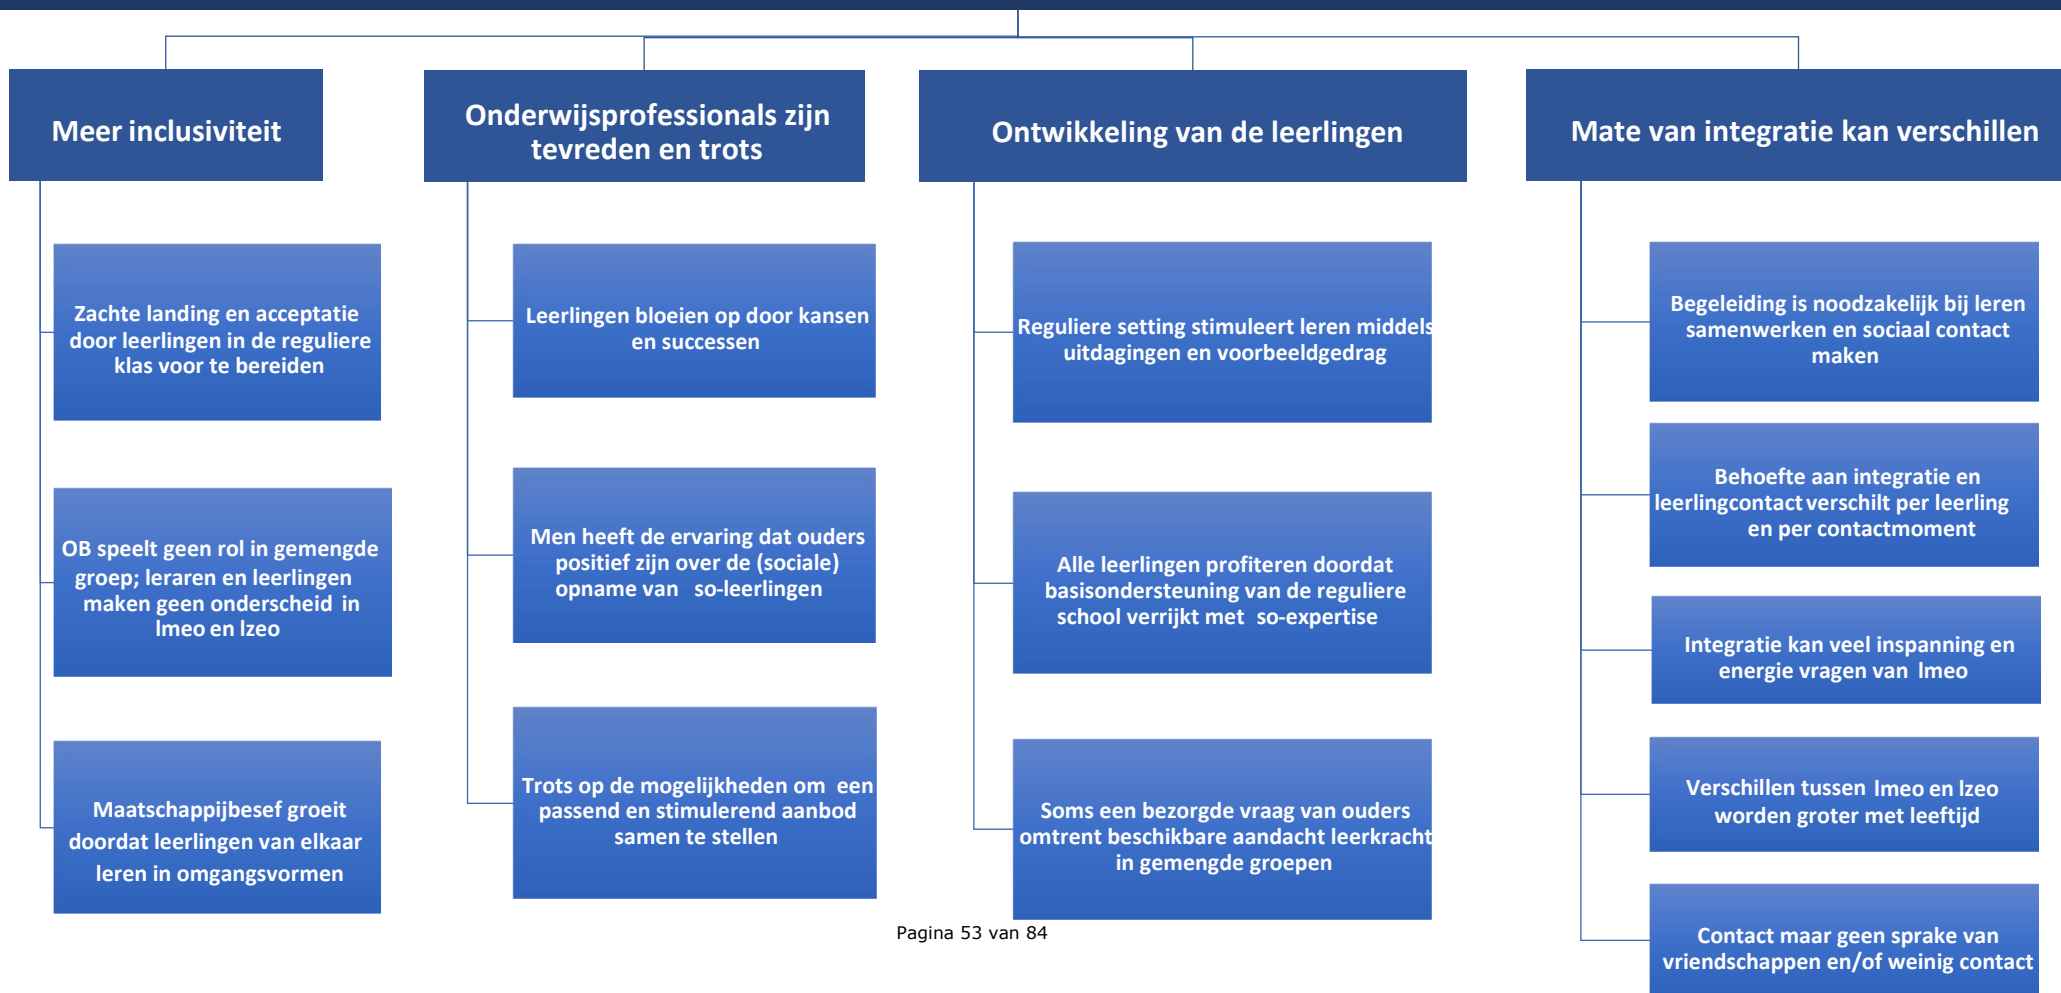 Meer inclusiviteit
Zachte landing en acceptatie
door leerlingen in de reguliere
klas voor te bereiden
OB speelt geen rol in gemengde
groep; leraren en leerlingen
maken geen onderscheid in
lmeo en lzeo
Maatschappijbesef groeit
doordat leerlingen van elkaar
leren in omgangsvormen
Onderwijsprofessionals zijn
tevreden en trots
Leerlingen bloeien op door kansen
en successen
Men heeft de ervaring dat ouders
positief zijn over de (sociale)
opname van so-leerlingen
Trots op de mogelijkheden om een
passend en stimulerend aanbod
samen te stellen
Ontwikkeling van de leerlingen
Reguliere setting stimuleert leren middels
uitdagingen en voorbeeldgedrag
Alle leerlingen profiteren doordat
basisondersteuning van de reguliere
school verrijkt met so-expertise
Soms een bezorgde vraag van ouders
omtrent beschikbare aandacht leerkracht
in gemengde groepen
Mate van integratie kan verschillen
Begeleiding is noodzakelijk bij leren
samenwerken en sociaal contact
maken
Behoefte aan integratie en
leerlingcontact verschilt per leerling
en per contactmoment
Integratie kan veel inspanning en
energie vragen van lmeo
Verschillen tussen lmeo en lzeo
worden groter met leeftijd
Contact maar geen sprake van
vriendschappen en/of weinig contact
Pagina 53 van 84